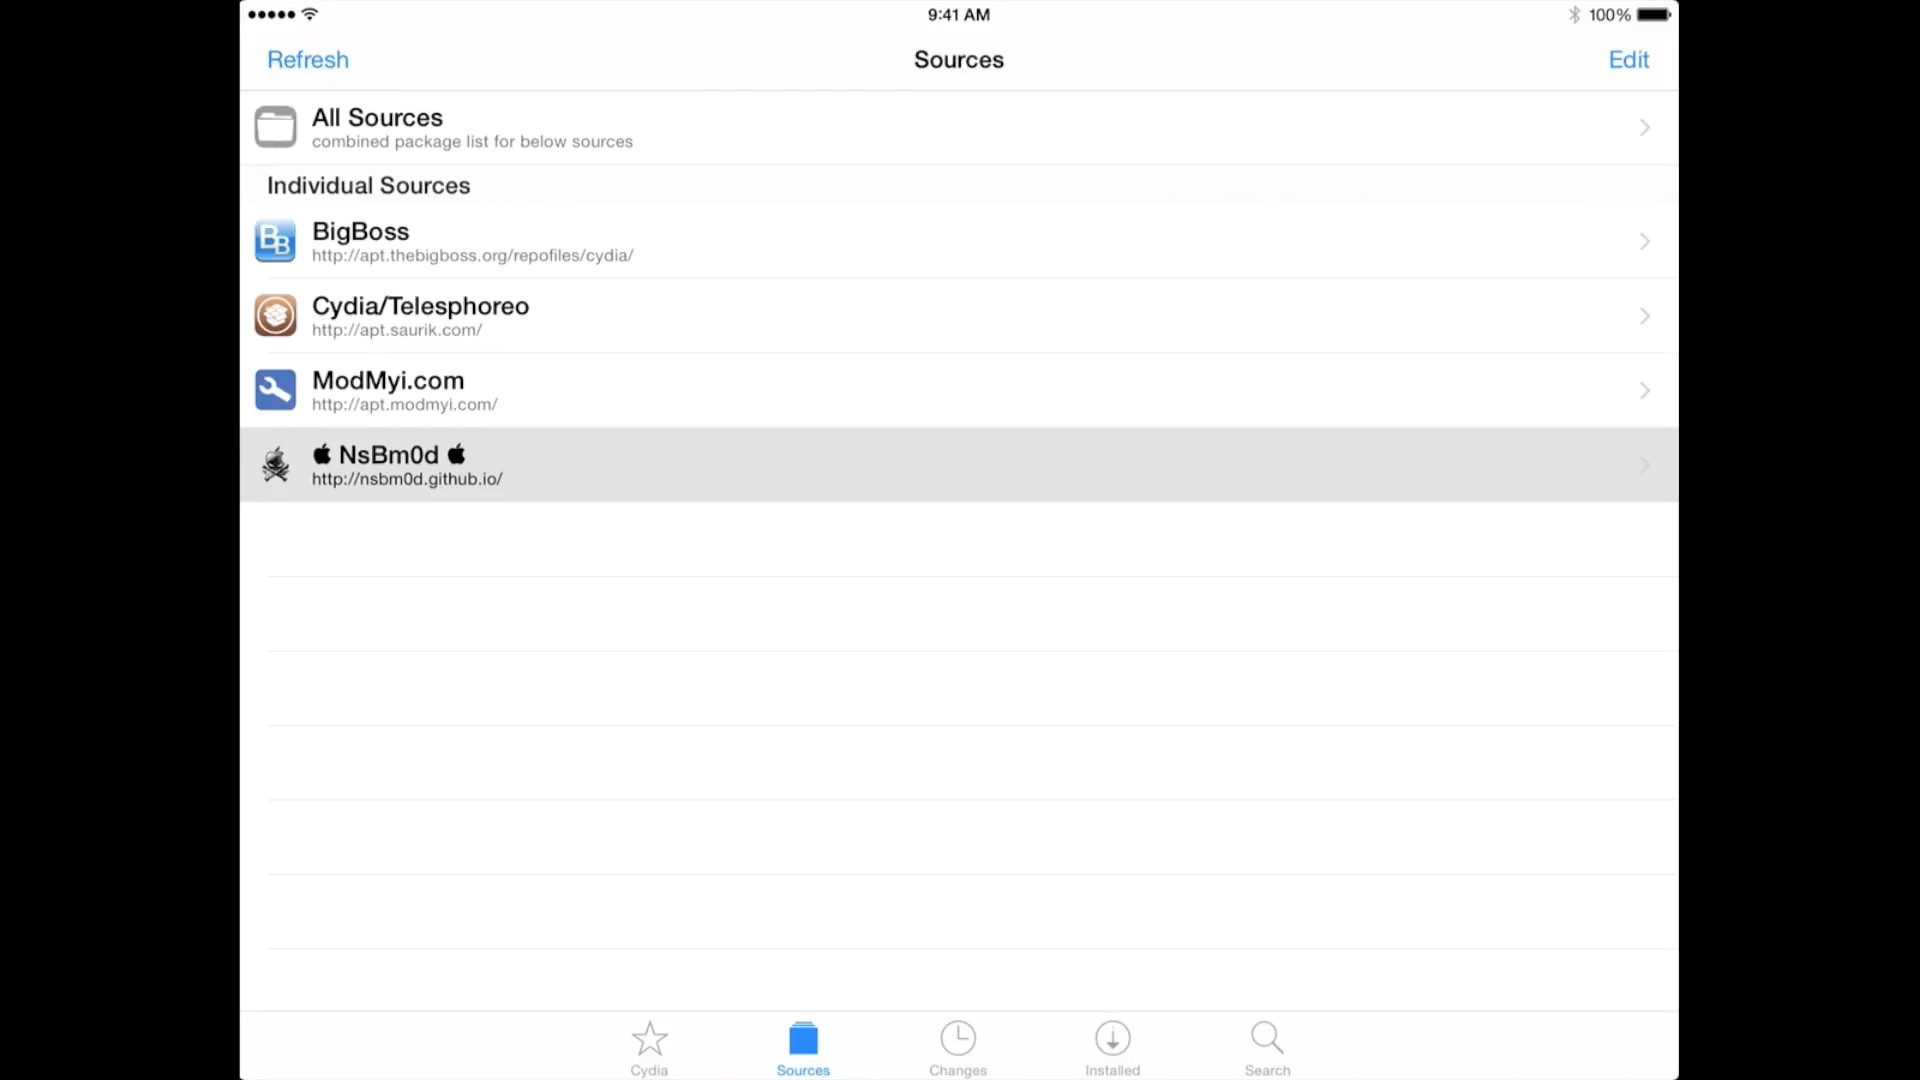 9:41 AM
100%
Refresh
Sources
Edit
All Sources
combined package list for below sources
Individual Sources
BB
BigBoss
http://apt.thebigboss.org/repofiles/cydia/
Cydia/Telesphoreo
http://apt.saurik.com/
ModMyi.com
http://apt.modmyi.com/
 NsBm0d 
http://nsbm0d.github.io/
Cydia
Sources
Changes
Installed
Search